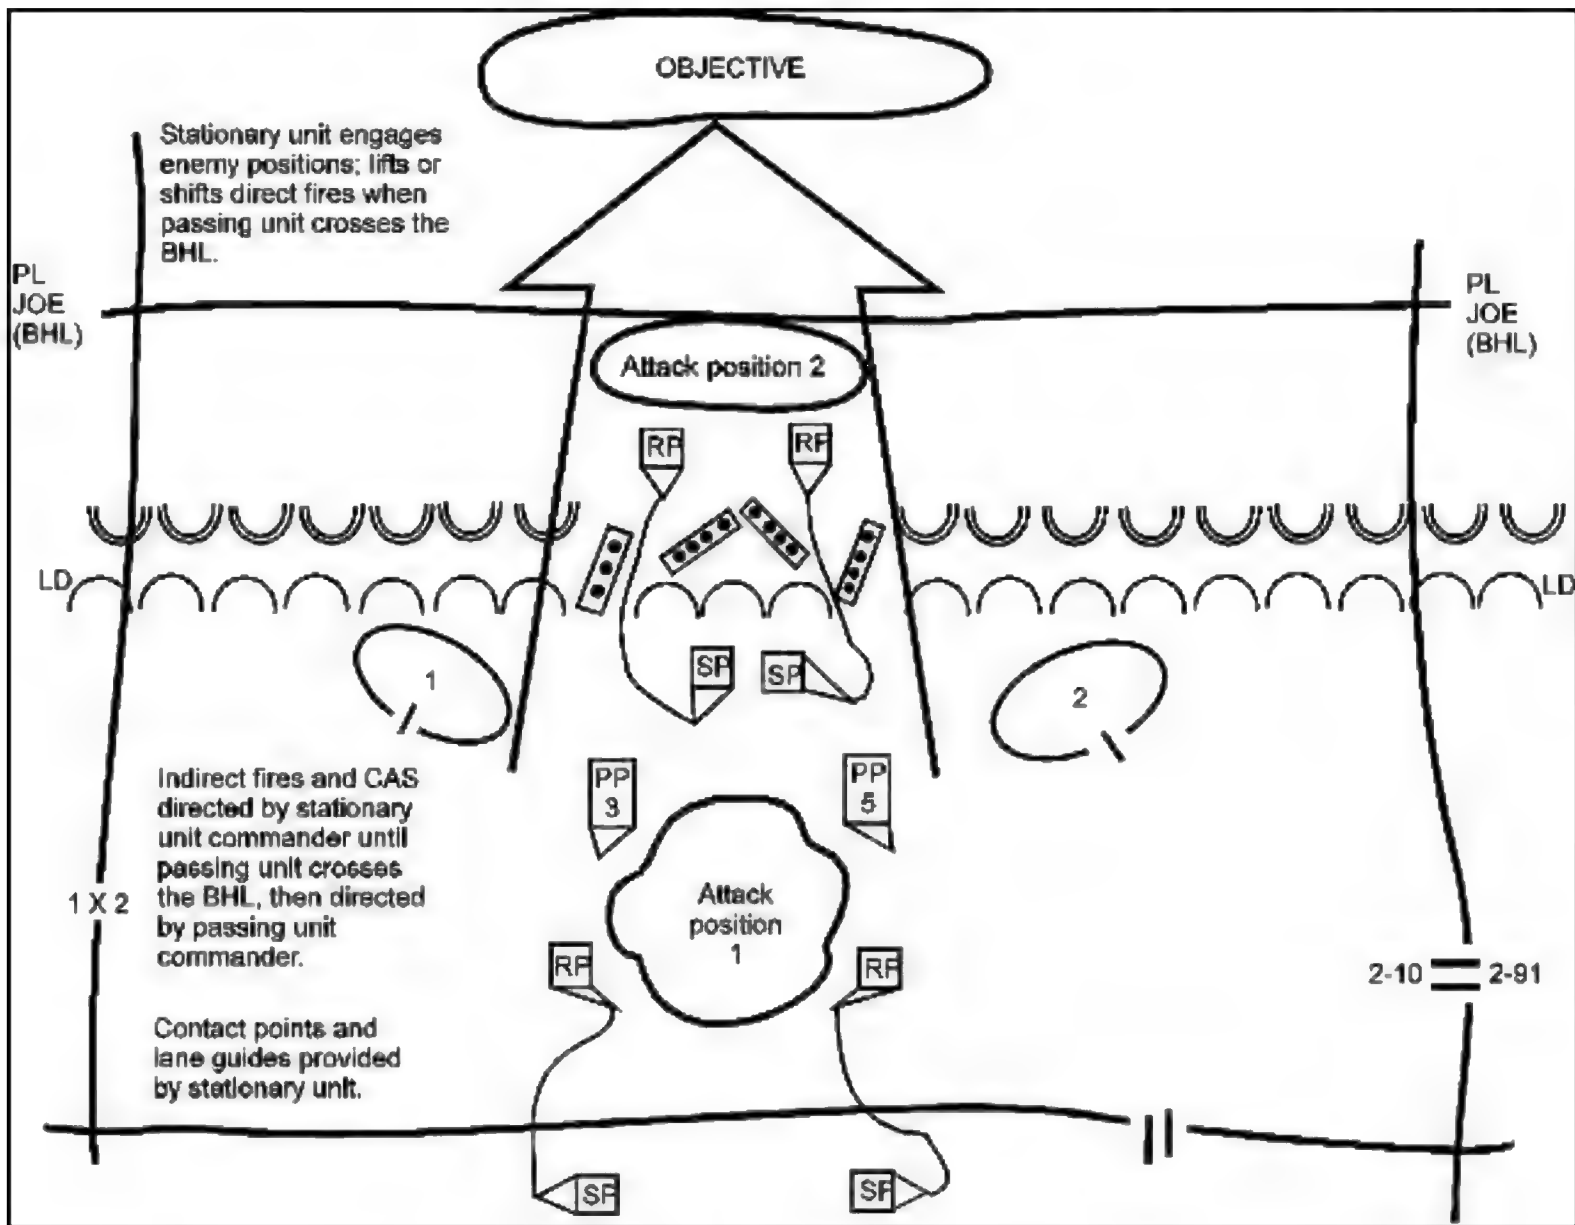 OBJECTIVE
Stationary unit engages
enemy positions; lifts or
shifts direct fires when
passing unit crosses the
BHL.
PL
JOE
(BHL)
PL
JOE
(BHL)
Attack position 2
RP
RP
LD
LD
1
SP
SP
2
PP
3
PP
5
Indirect fires and CAS
directed by stationary
unit commander until
passing unit crosses
the BHL, then directed
by passing unit
commander.
1 X 2
Attack
position
1
RP
RP
2-10
2-91
Contact points and
lane guides provided
by stationary unit.
SP
SP